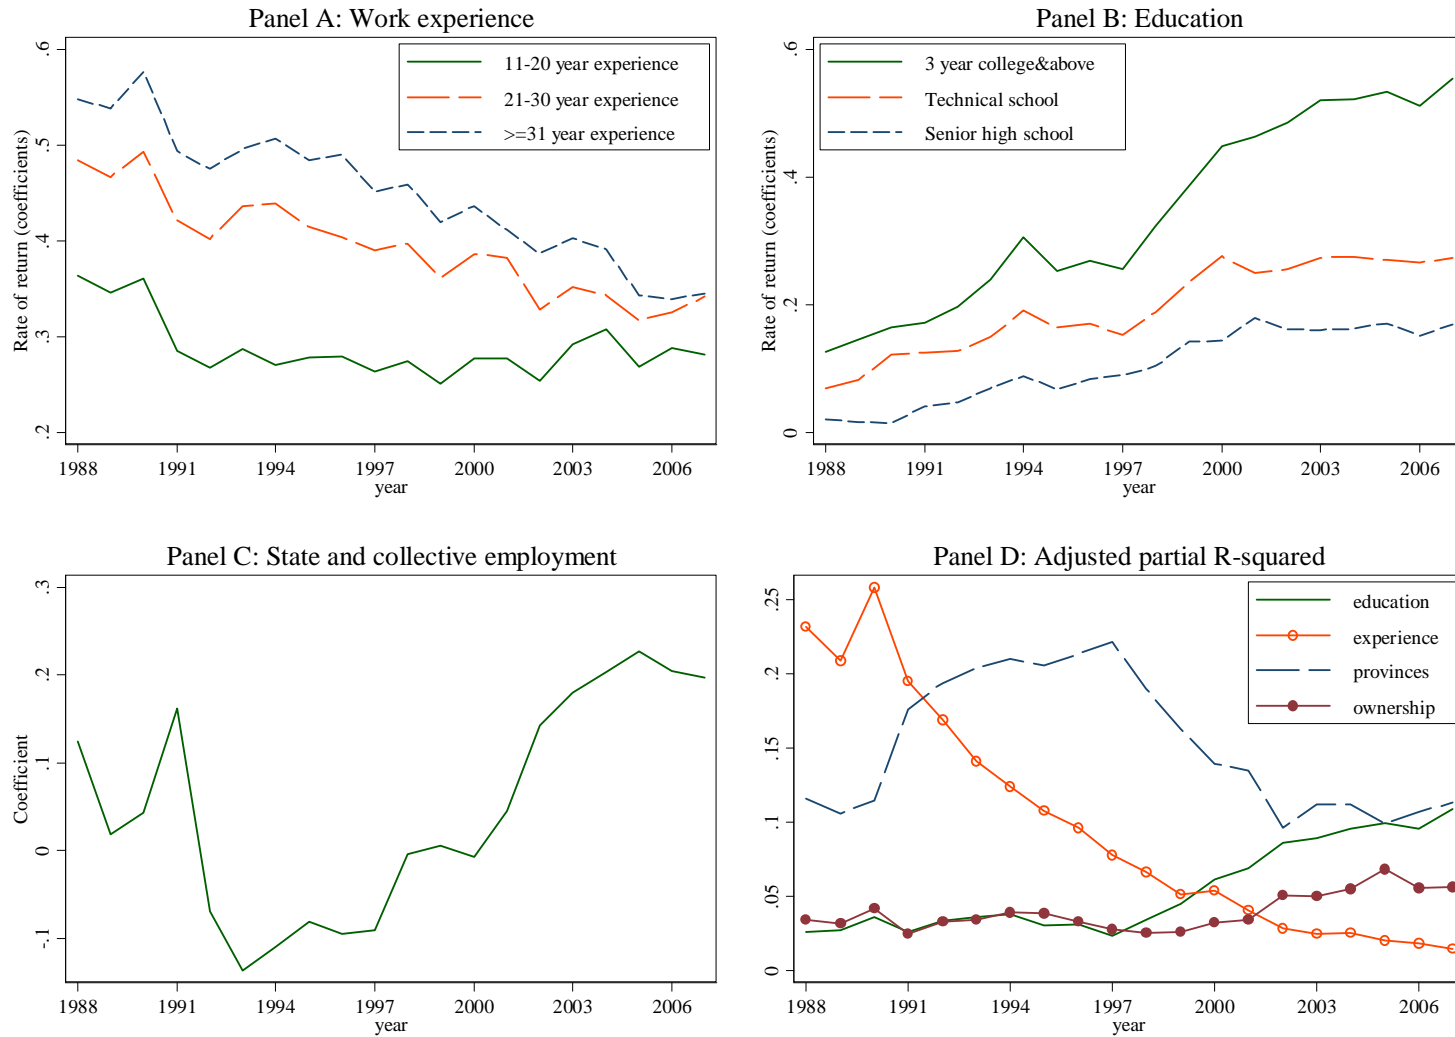 Panel A: Work experience
Rate of return (coefficients)
.6
.5
.4
.3
.2
11-20 year experience
21-30 year experience
>=31 year experience
1988 1991 1994 1997 2000 2003 2006
year
Panel B: Education
Rate of return (coefficients)
.6
.4
.2
0
3 year college&above
Technical school
Senior high school
1988 1991 1994 1997 2000 2003 2006
year
Panel C: State and collective employment
Coefficient
.3
.2
.1
0
-.1
1988 1991 1994 1997 2000 2003 2006
year
Panel D: Adjusted partial R-squared
.25
.2
.15
.1
.05
0
education
experience
provinces
ownership
1988 1991 1994 1997 2000 2003 2006
year